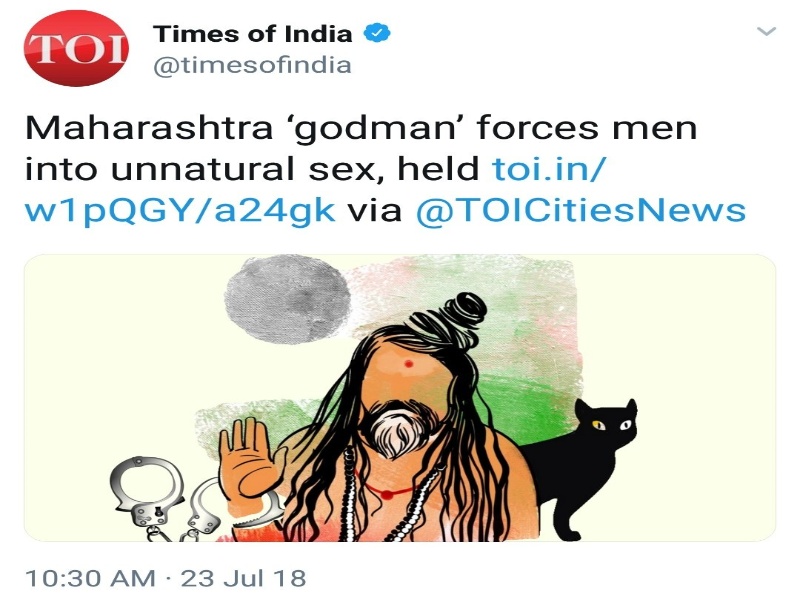 TOI
Times of India
@timesofindia
Maharashtra ‘godman’ forces men
into unnatural sex, held toi.in/
w1pQGY/a24gk via @TOICitiesNews
10:30 AM · 23 Jul 18